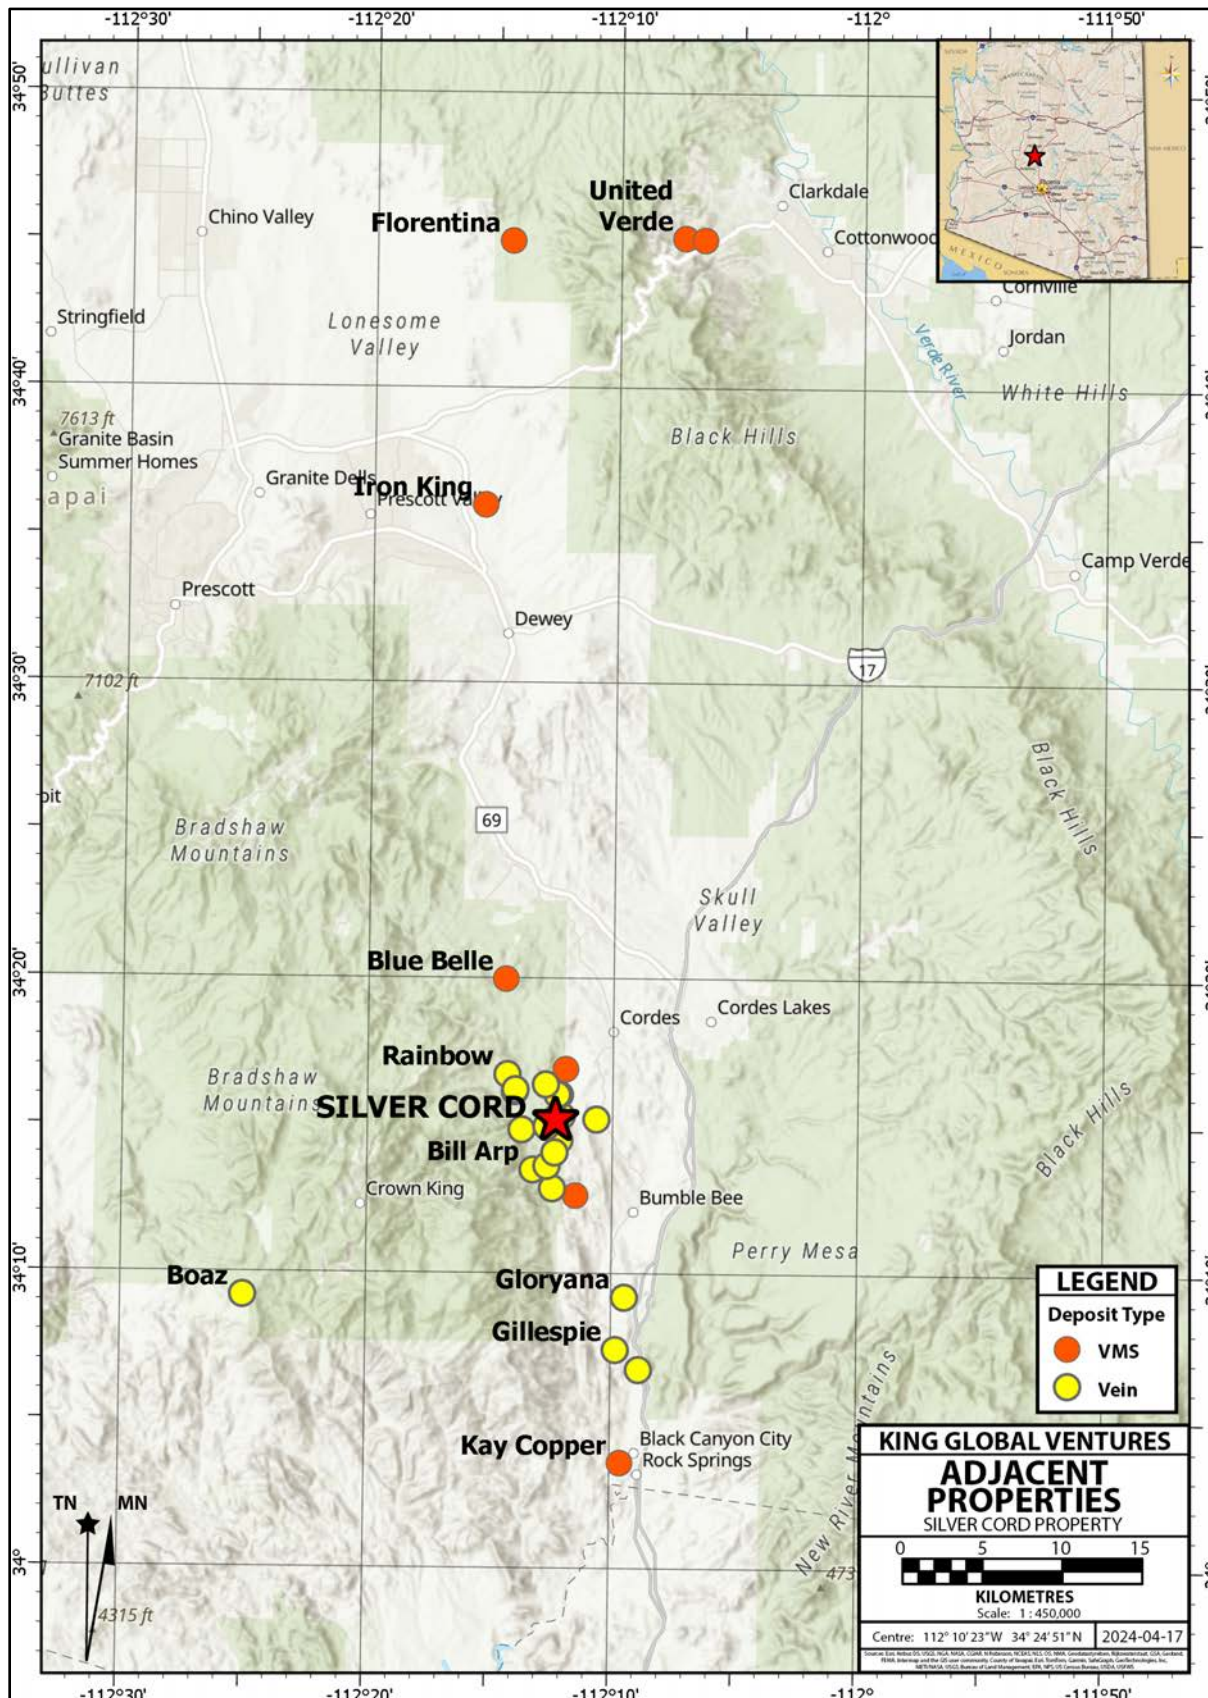 -112°30'
-112°20'
-112°10'
-112°
-111°50'
34°50'
34°40'
34°30'
34°20'
34°10'
34°
ullivan
Buttes
Chino Valley
Florentina
United
Verde
Clarkdale
Cottonwood
Cornville
Jordan
Verde River
White Hills
Stringfield
Lonesome
Valley
7613 ft
Granite Basin
Summer Homes
apai
Granite Dells
Iron King
Black Hills
Camp Verde
Prescott
Dewey
7102 ft
17
69
Bradshaw
Mountains
Black Hills
Skull
Valley
Blue Belle
Cordes
Cordes Lakes
Rainbow
Bradshaw
Mountains
SILVER CORD
Bill Arp
Crown King
Bumble Bee
Black Hills
Perry Mesa
Boaz
Gloryana
Gillespie
Kay Copper
Black Canyon City
Rock Springs
New River Mountains
473
4315 ft
TN
MN
MÉXICO
SONORA
NEW MEXICO
Phoenix
LEGEND
Deposit Type
VMS
Vein
KING GLOBAL VENTURES
ADJACENT
PROPERTIES
SILVER CORD PROPERTY
0 5 10 15
KILOMETRES
Scale: 1 : 450,000
Centre: 112° 10' 23" W 34° 24' 51" N
2024-04-17
-112°30'
-112°20'
-112°10'
-112°
-111°50'